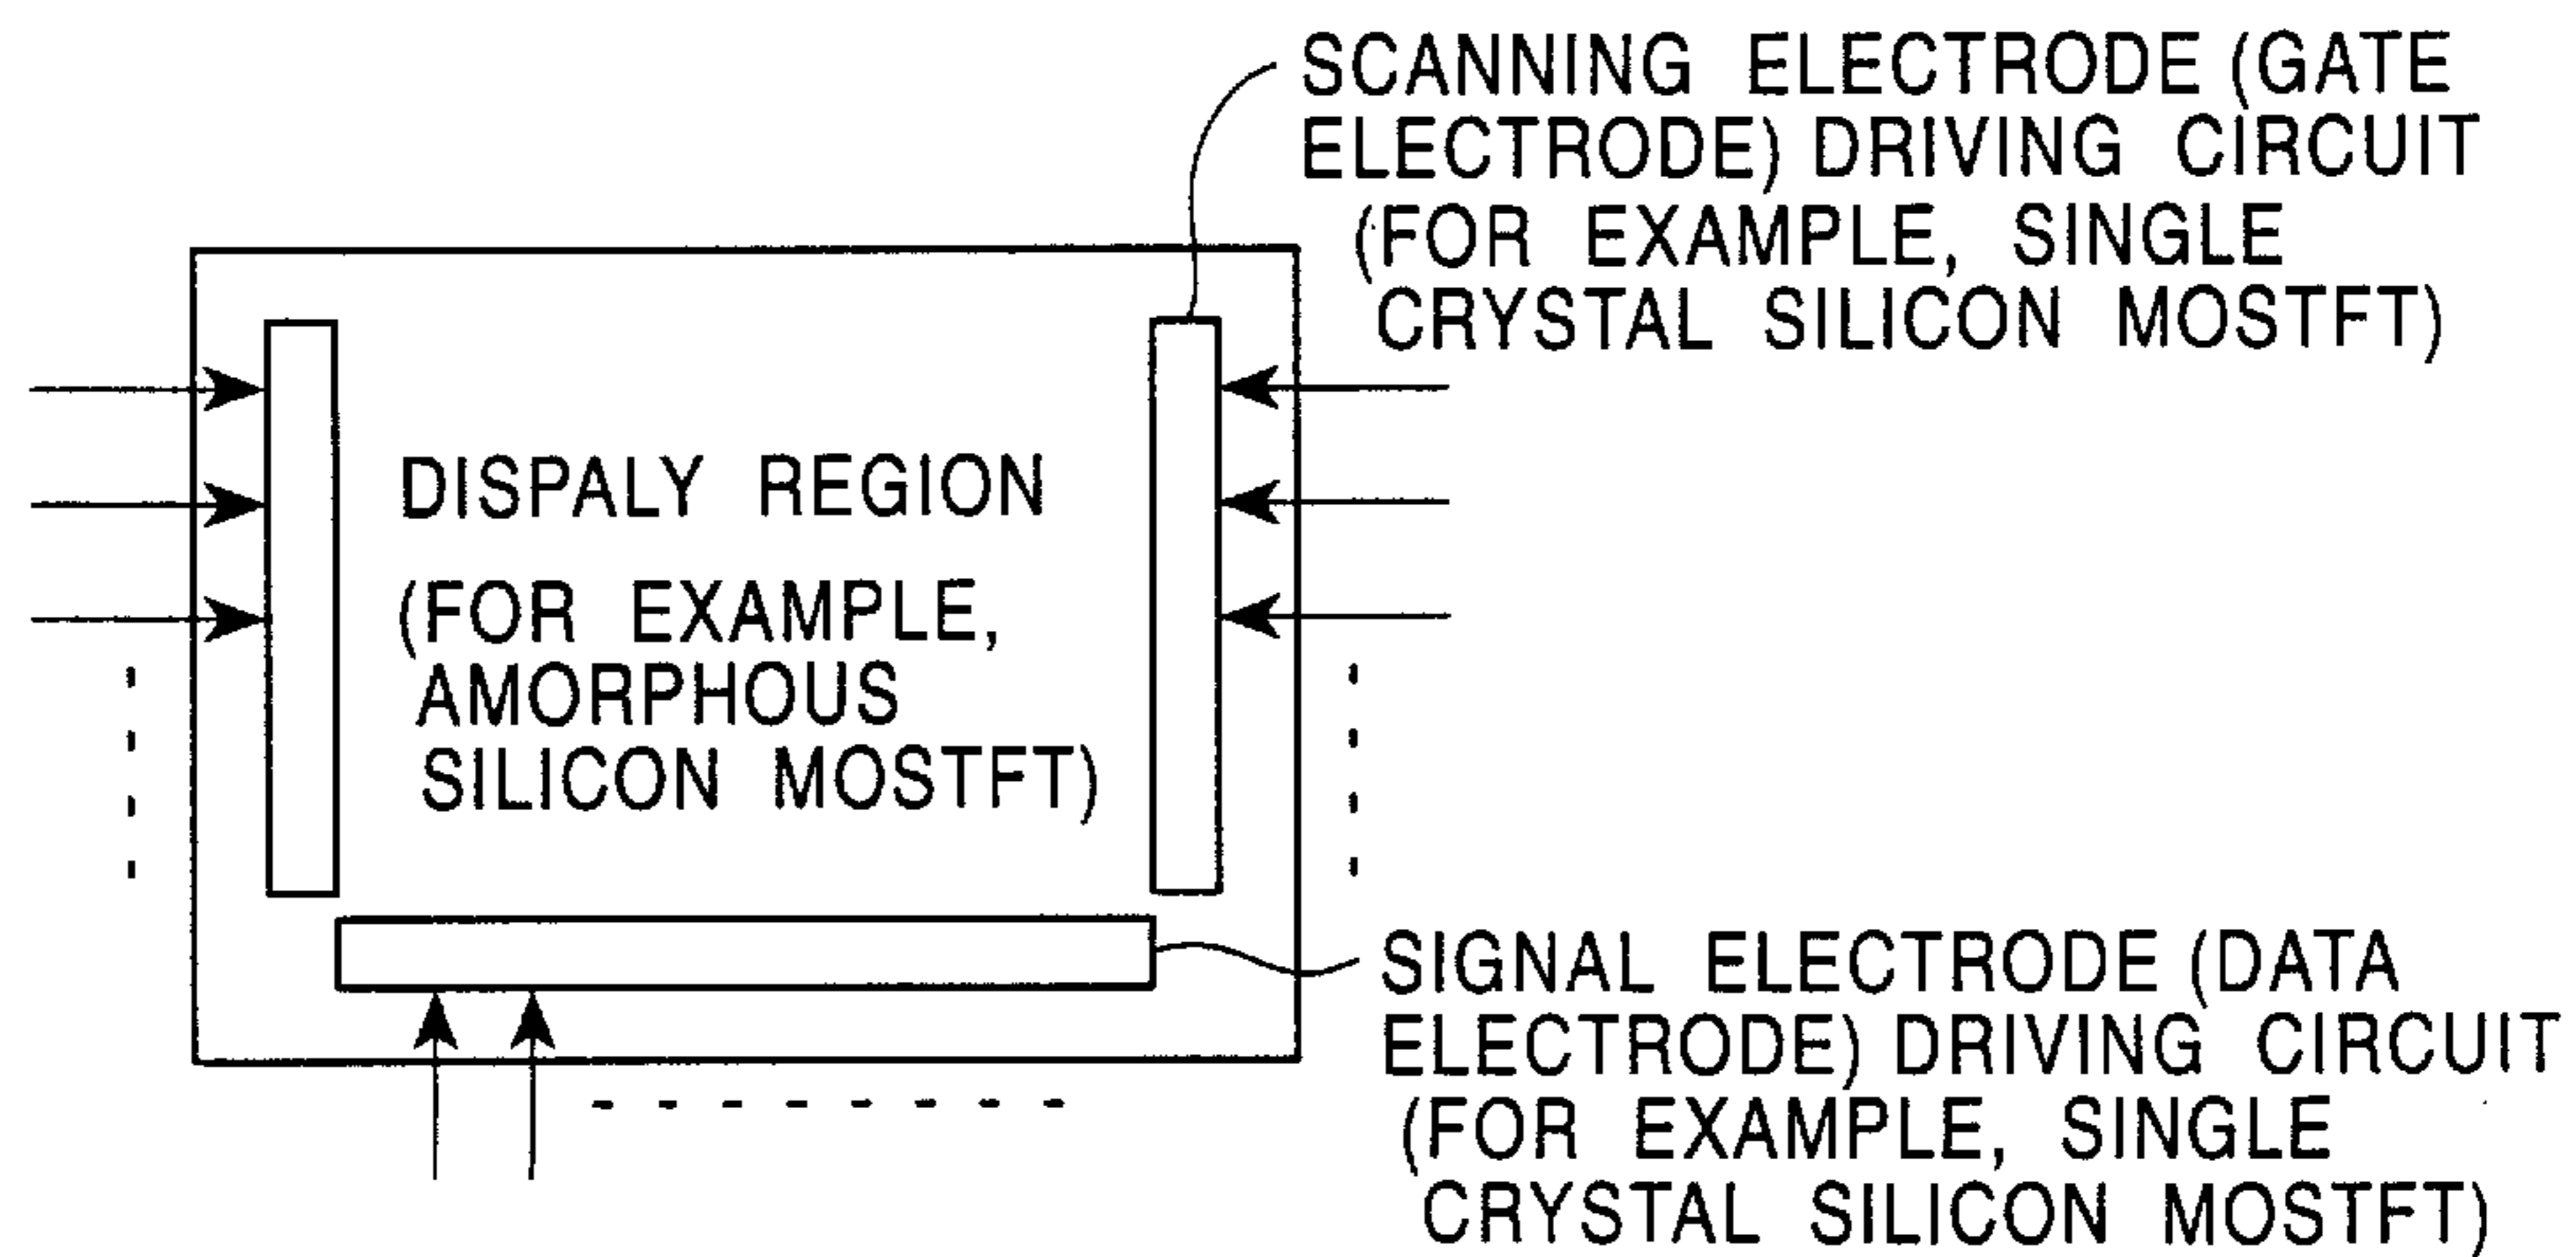 SCANNING ELECTRODE (GATE
ELECTRODE) DRIVING CIRCUIT
(FOR EXAMPLE, SINGLE
CRYSTAL SILICON MOSTFT)
DISPALY REGION
(FOR EXAMPLE,
AMORPHOUS
SILICON MOSTFT)
SIGNAL ELECTRODE (DATA
ELECTRODE) DRIVING CIRCUIT
(FOR EXAMPLE, SINGLE
CRYSTAL SILICON MOSTFT)